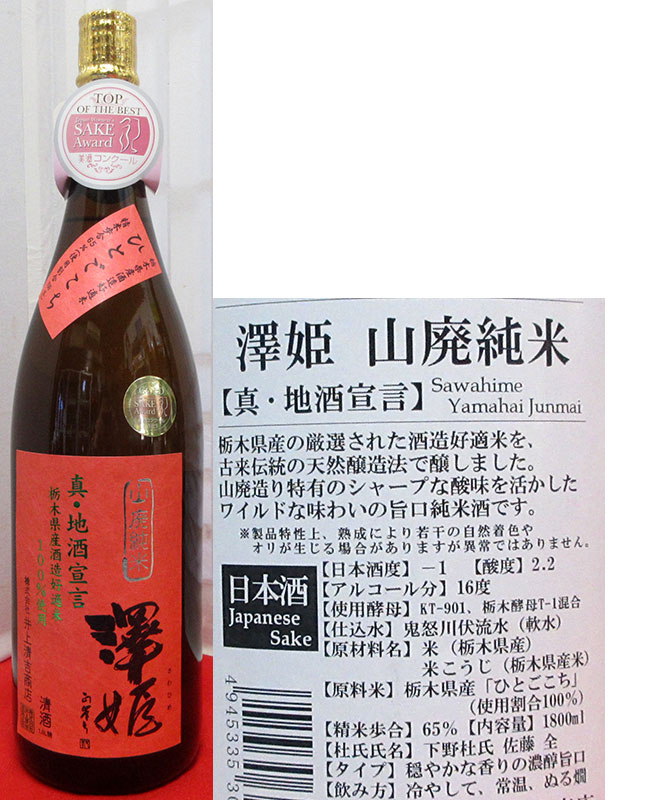 TOP
OF THE BEST
SAKE
Award
美酒コンクール
ひとごこち
山廃純米
真・地酒宣言
栃木県産酒造好適米
100%使用
株式会社 井上清吉商店
澤姫
さわひめ
清酒
澤姫 山廃純米
【真・地酒宣言】 Sawahime
Yamahai Junmai
栃木県産の厳選された酒造好適米を、
古来伝統の天然醸造法で醸しました。
山廃造り特有のシャープな酸味を活かした
ワイルドな味わいの旨口純米酒です。
※製品特性上、熟成により若干の自然着色や
オリが生じる場合がありますが異常ではありません。
日本酒
Japanese
Sake
【日本酒度】-1 【酸度】2.2
【アルコール分】16度
【使用酵母】KT-901、栃木酵母T-1混合
【仕込水】鬼怒川伏流水(軟水)
【原材料名】米(栃木県産)
米こうじ(栃木県産米)
【原料米】栃木県産「ひとごこち」
(使用割合100%)
【精米歩合】65%【内容量】1800ml
【杜氏氏名】下野杜氏 佐藤 全
【タイプ】穏やかな香りの濃醇旨口
【飲み方】冷やして、常温、ぬる燗
4945335 30